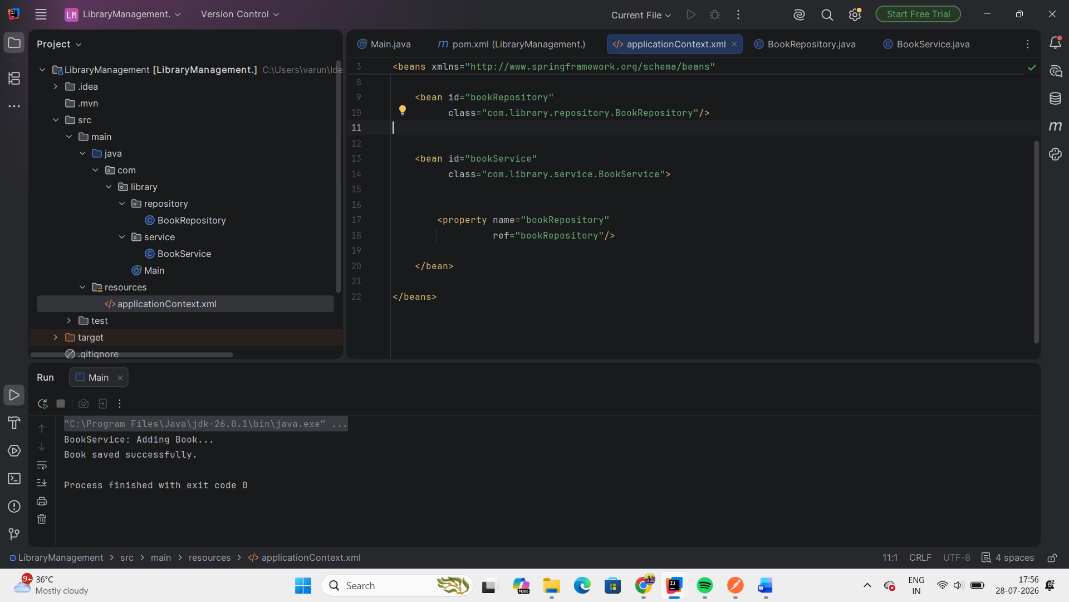 LM LibraryManagement. Version Control Current File Start Free Trial
Project
LibraryManagement [LibraryManagement.] C:\Users\varun\Ide
.idea
.mvn
src
main
java
com
library
repository
BookRepository
service
BookService
Main
resources
applicationContext.xml
test
target
.gitignore
Main.java pom.xml (LibraryManagement.) applicationContext.xml BookRepository.java BookService.java
3 <beans xmlns="http://www.springframework.org/schema/beans"
8
9 <bean id="bookRepository"
10 class="com.library.repository.BookRepository"/>
11
12
13 <bean id="bookService"
14 class="com.library.service.BookService">
15
16
17 <property name="bookRepository"
18 ref="bookRepository"/>
19
20 </bean>
21
22 </beans>
Run Main
"C:\Program Files\Java\jdk-26.0.1\bin\java.exe" ...
BookService: Adding Book...
Book saved successfully.
Process finished with exit code 0
LibraryManagement > src > main > resources > applicationContext.xml 11:1 CRLF UTF-8 4 spaces
9+ 36°C
Mostly cloudy
Search
ENG
IN
17:56
28-07-2026